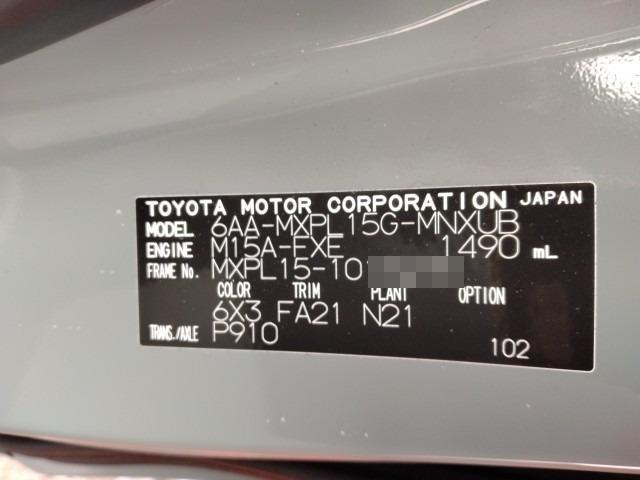 TOYOTA MOTOR CORPORATION JAPAN
MODEL 6AA-MXPL15G-MNXUB
ENGINE M15A-FXE 1490 mL
FRAME No. MXPL15-10
COLOR TRIM PLANT OPTION
6X3 FA21 N21
TRANS./AXLE P910
102